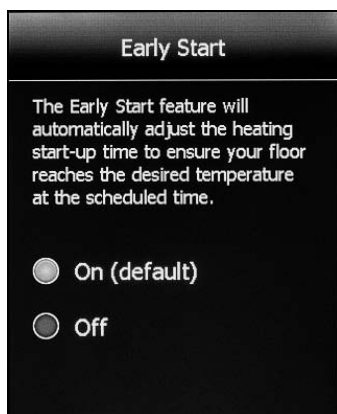 Early Start
The Early Start feature will
automatically adjust the heating
start-up time to ensure your floor
reaches the desired temperature
at the scheduled time.
On (default)
Off